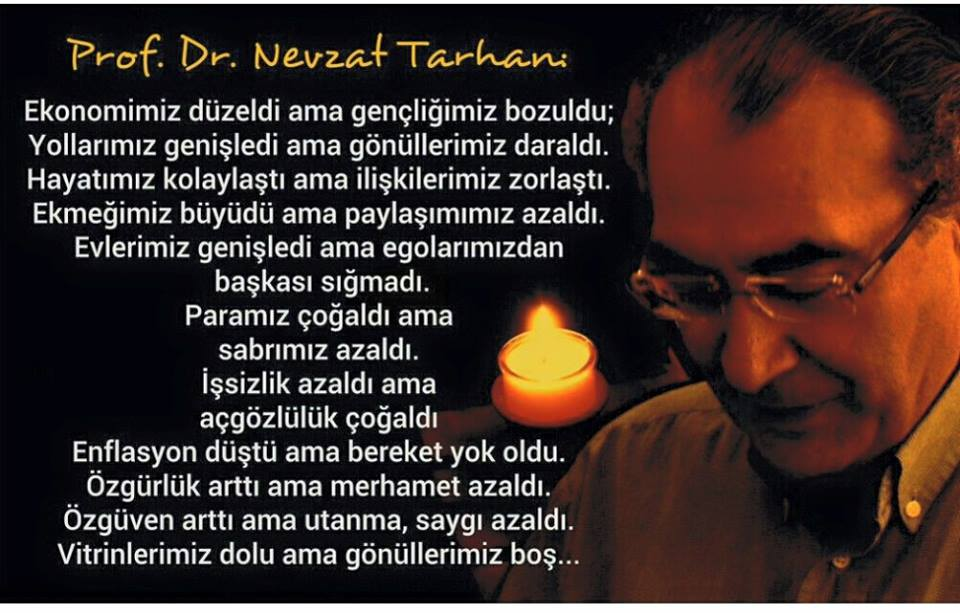 Prof. Dr. Nevzat Tarhan:
Ekonomimiz düzeldi ama gençliğimiz bozuldu;
Yollarımız genişledi ama gönüllerimiz daraldı.
Hayatımız kolaylaştı ama ilişkilerimiz zorlaştı.
Ekmeğimiz büyüdü ama paylaşımımız azaldı.
Evlerimiz genişledi ama egolarımızdan
başkası sığmadı.
Paramız çoğaldı ama
sabrımız azaldı.
İşsizlik azaldı ama
açgözlülük çoğaldı
Enflasyon düştü ama bereket yok oldu.
Özgürlük arttı ama merhamet azaldı.
Özgüven arttı ama utanma, saygı azaldı.
Vitrinlerimiz dolu ama gönüllerimiz boş...